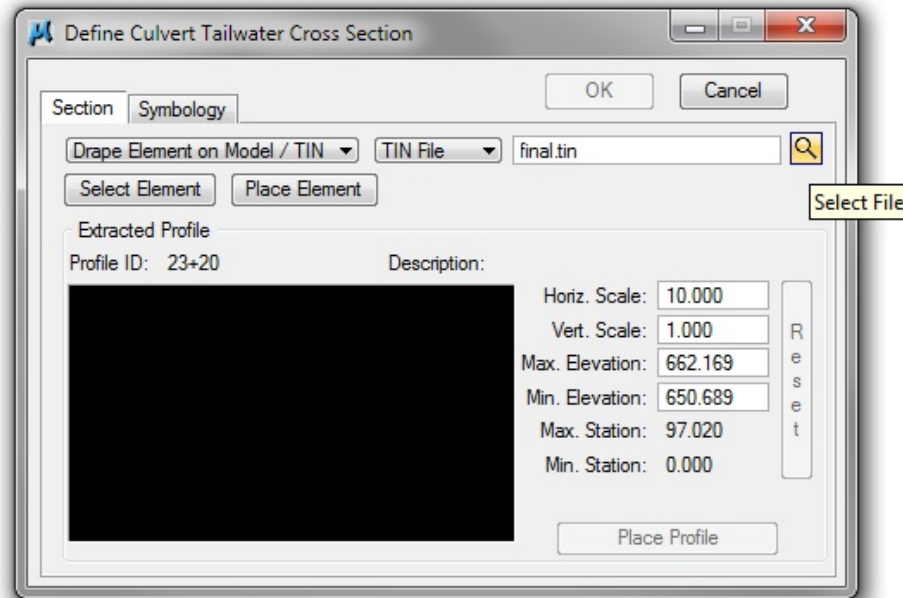 Define Culvert Tailwater Cross Section
OK Cancel
Section Symbology
Drape Element on Model / TIN TIN File final.tin
Select Element Place Element
Select File
Extracted Profile
Profile ID: 23+20 Description:
Horiz. Scale: 10.000
Vert. Scale: 1.000
Max. Elevation: 662.169
Min. Elevation: 650.689
Max. Station: 97.020
Min. Station: 0.000
Reset
Place Profile